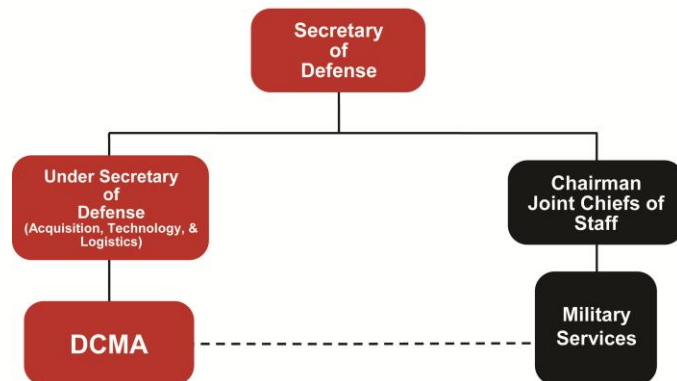 Secretary
of
Defense
Under Secretary
of
Defense
(Acquisition, Technology, &
Logistics)
Chairman
Joint Chiefs of
Staff
DCMA
Military
Services